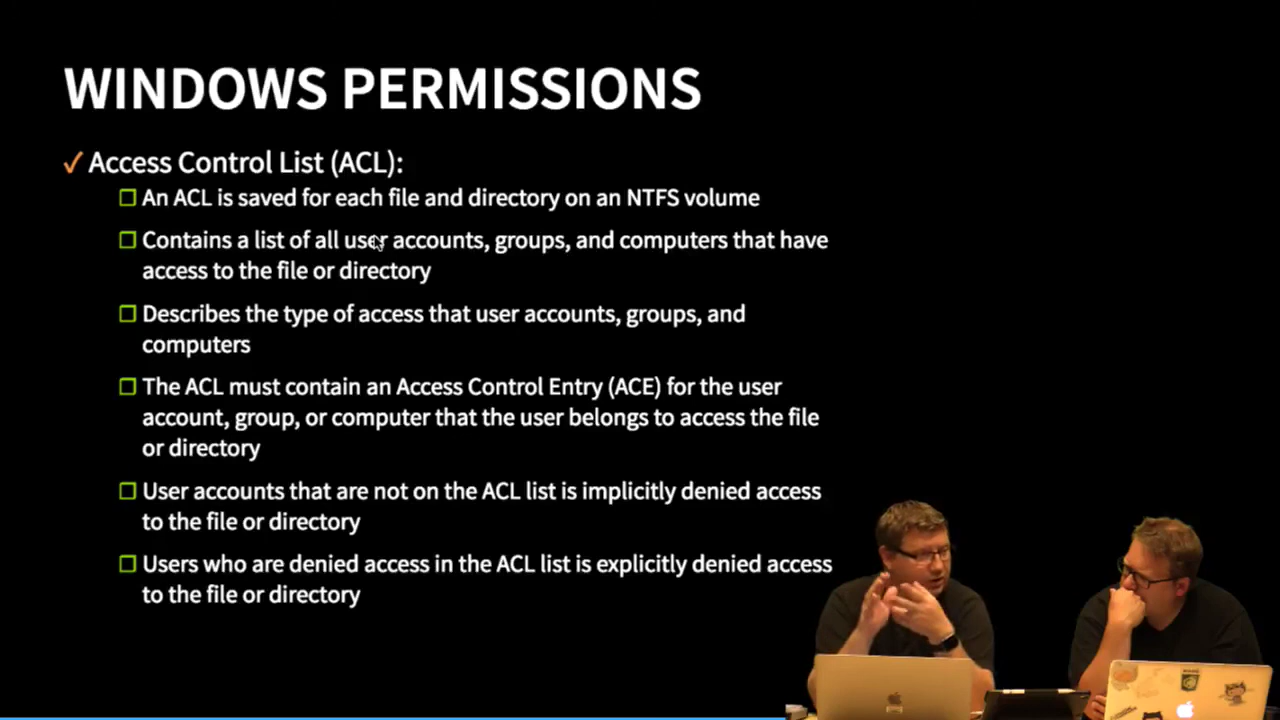 WINDOWS PERMISSIONS
✓ Access Control List (ACL):
❐ An ACL is saved for each file and directory on an NTFS volume
❐ Contains a list of all user accounts, groups, and computers that have
access to the file or directory
❐ Describes the type of access that user accounts, groups, and
computers
❐ The ACL must contain an Access Control Entry (ACE) for the user
account, group, or computer that the user belongs to access the file
or directory
❐ User accounts that are not on the ACL list is implicitly denied access
to the file or directory
❐ Users who are denied access in the ACL list is explicitly denied access
to the file or directory